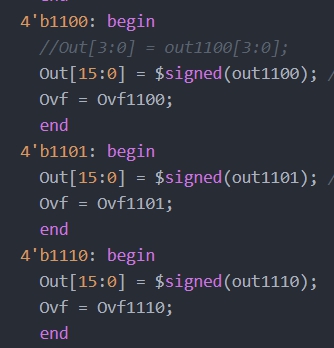 4'b1100: begin
//Out[3:0] = out1100[3:0];
Out[15:0] = $signed(out1100); /
Ovf = Ovf1100;
end
4'b1101: begin
Out[15:0] = $signed(out1101); /
Ovf = Ovf1101;
end
4'b1110: begin
Out[15:0] = $signed(out1110);
Ovf = Ovf1110;
end